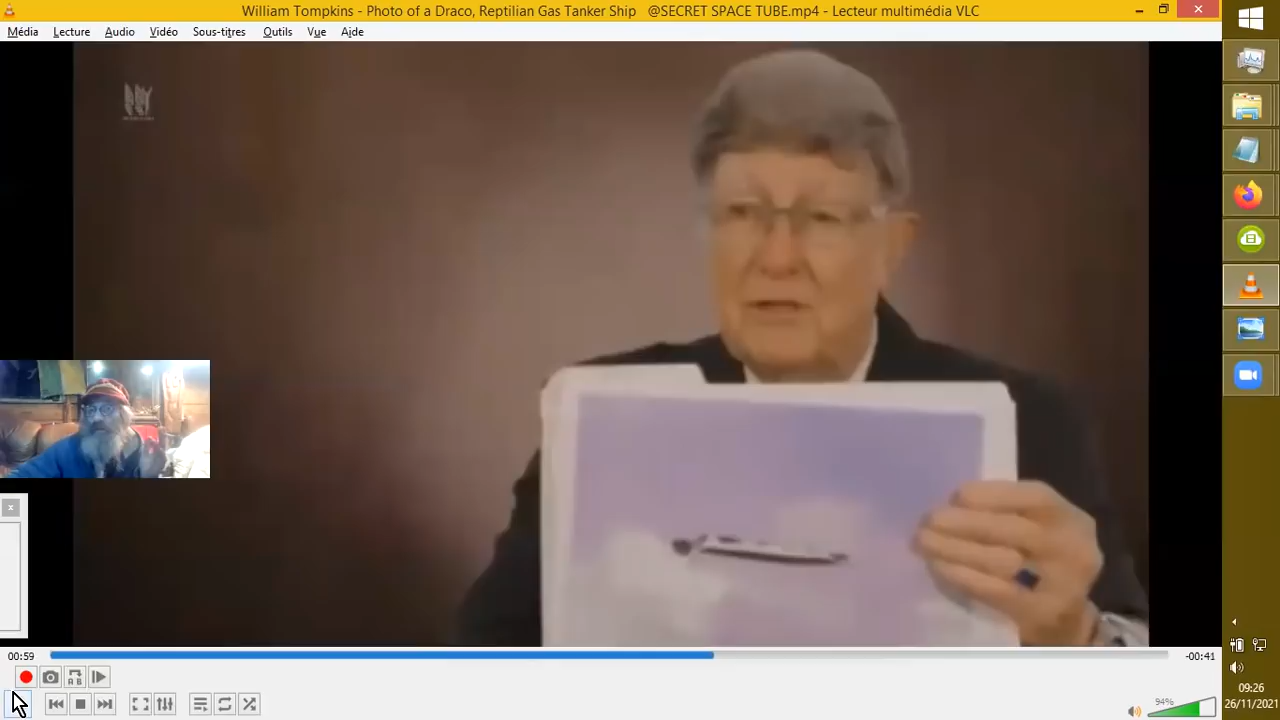 William Tompkins - Photo of a Draco, Reptilian Gas Tanker Ship @SECRET SPACE TUBE.mp4 - Lecteur multimédia VLC
Média Lecture Audio Vidéo Sous-titres Outils Vue Aide
00:59
-00:41
A B
94%
09:26
26/11/2021